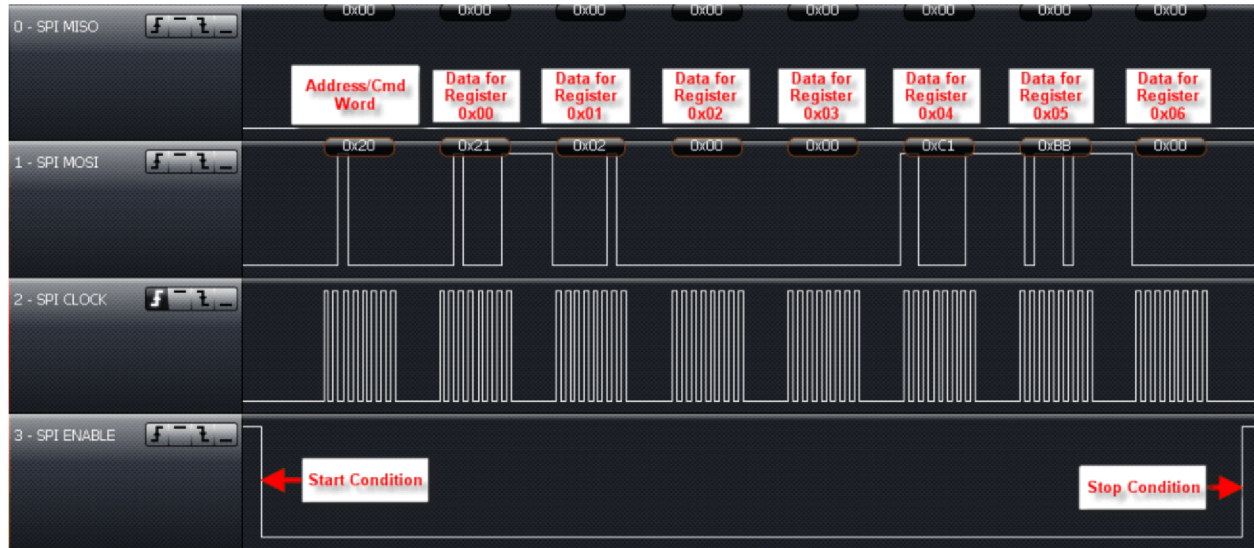 0 - SPI MISO
0x00 0x00 0x00 0x00 0x00 0x00 0x00 0x00
Address/Cmd
Word
Data for
Register
0x00
Data for
Register
0x01
Data for
Register
0x02
Data for
Register
0x03
Data for
Register
0x04
Data for
Register
0x05
Data for
Register
0x06
1 - SPI MOSI
0x20 0x21 0x02 0x00 0x00 0xC1 0xBB 0x00
2 - SPI CLOCK
3 - SPI ENABLE
Start Condition
Stop Condition